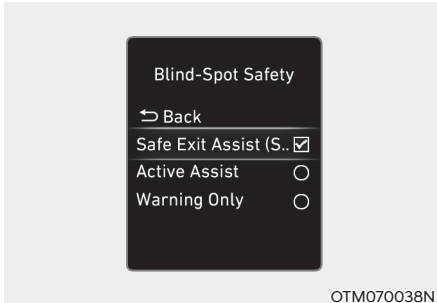 Blind-Spot Safety
Back
Safe Exit Assist (S..
Active Assist
Warning Only
OTM070038N